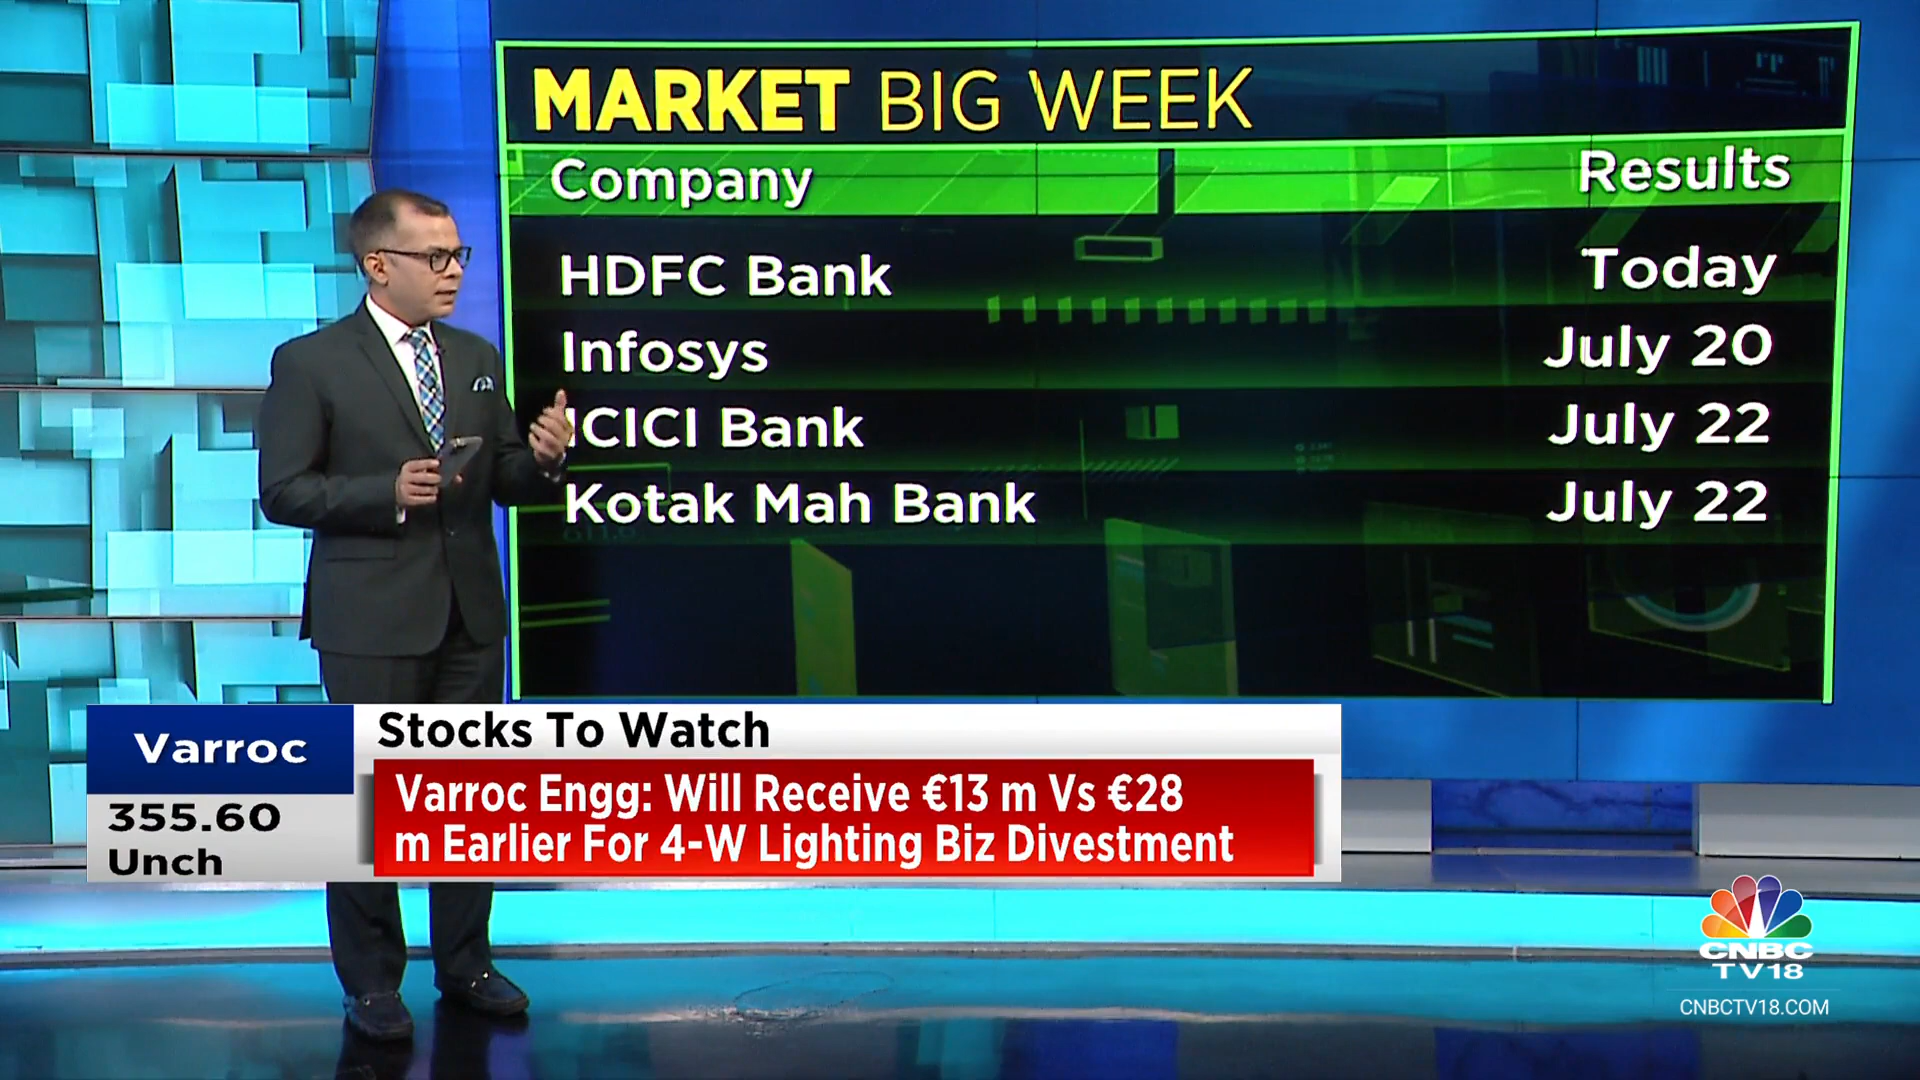 MARKET BIG WEEK
Company Results
HDFC Bank Today
Infosys July 20
ICICI Bank July 22
Kotak Mah Bank July 22
Varroc
355.60
Unch
Stocks To Watch
Varroc Engg: Will Receive €13 m Vs €28
m Earlier For 4-W Lighting Biz Divestment
CNBC
TV18
CNBCTV18.COM